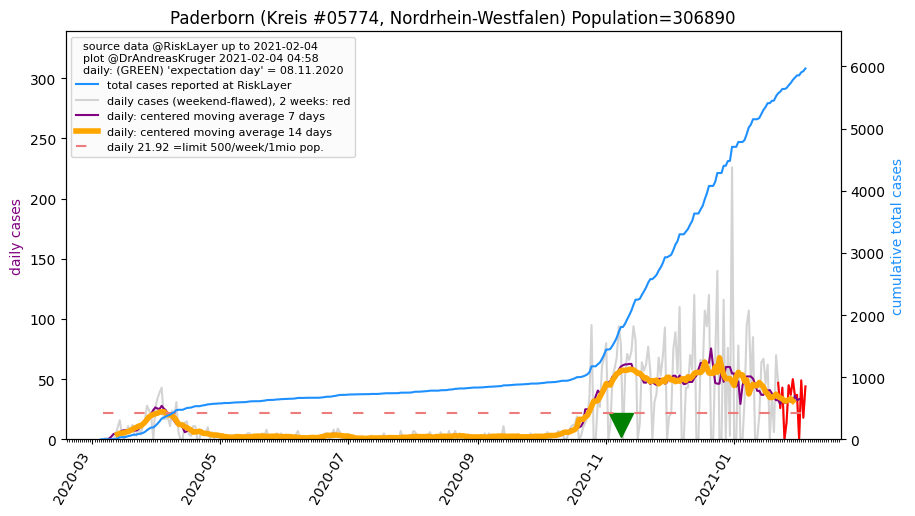 Paderborn (Kreis #05774, Nordrhein-Westfalen) Population=306890
source data @RiskLayer up to 2021-02-04
plot @DrAndreasKruger 2021-02-04 04:58
daily: (GREEN) 'expectation day' = 08.11.2020
total cases reported at RiskLayer
daily cases (weekend-flawed), 2 weeks: red
daily: centered moving average 7 days
daily: centered moving average 14 days
daily 21.92 =limit 500/week/1mio pop.
daily cases
300
250
200
150
100
50
0
cumulative total cases
6000
5000
4000
3000
2000
1000
0
2020-03
2020-05
2020-07
2020-09
2020-11
2021-01